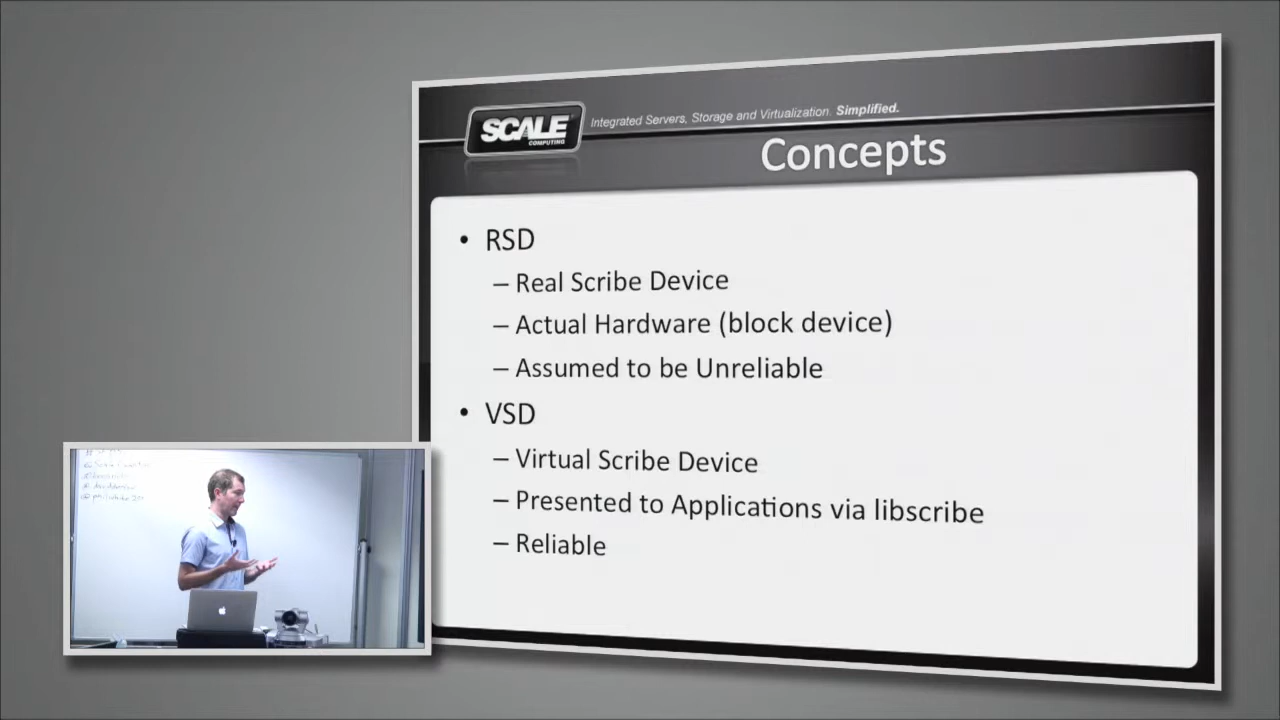 SCALE
COMPUTING
Integrated Servers, Storage and Virtualization. Simplified.
Concepts
• RSD
– Real Scribe Device
– Actual Hardware (block device)
– Assumed to be Unreliable
• VSD
– Virtual Scribe Device
– Presented to Applications via libscribe
– Reliable